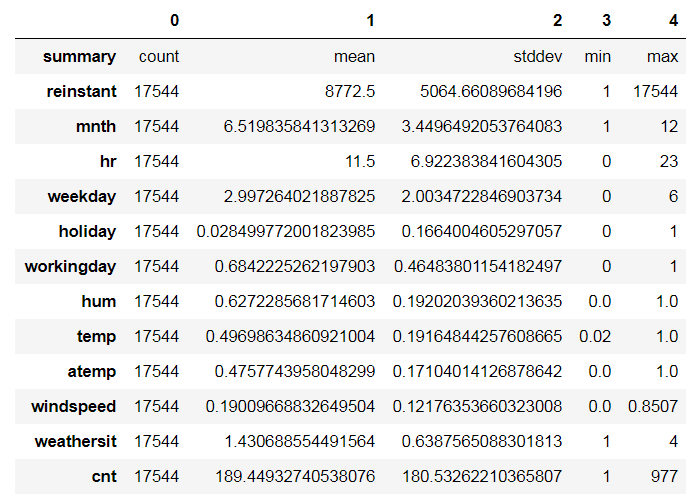 0 1 2 3 4
summary count mean stddev min max
reinstant 17544 8772.5 5064.66089684196 1 17544
mnth 17544 6.519835841313269 3.4496492053764083 1 12
hr 17544 11.5 6.922383841604305 0 23
weekday 17544 2.997264021887825 2.0034722846903734 0 6
holiday 17544 0.028499772001823985 0.1664004605297057 0 1
workingday 17544 0.6842225262197903 0.46483801154182497 0 1
hum 17544 0.6272285681714603 0.19202039360213635 0.0 1.0
temp 17544 0.49698634860921004 0.19164844257608665 0.02 1.0
atemp 17544 0.4757743958048299 0.17104014126878642 0.0 1.0
windspeed 17544 0.19009668832649504 0.12176353660323008 0.0 0.8507
weathersit 17544 1.430688554491564 0.6387565088301813 1 4
cnt 17544 189.44932740538076 180.53262210365807 1 977